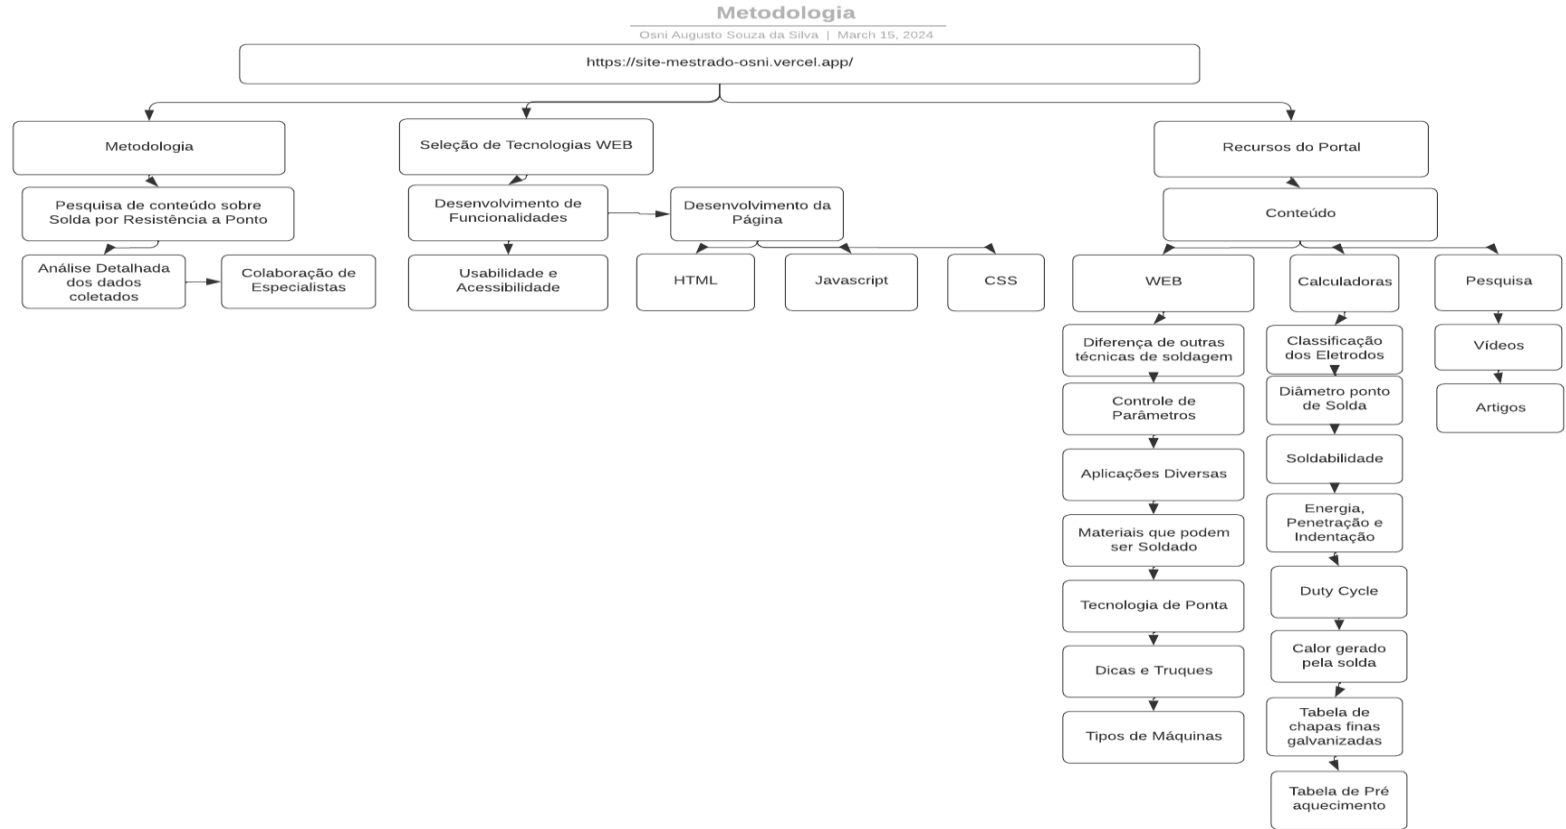 Metodologia
Osni Augusto Souza da Silva | March 15, 2024
https://site-mestrado-osni.vercel.app/
Metodologia
Pesquisa de conteúdo sobre
Solda por Resistência a Ponto
Análise Detalhada
dos dados
coletados
Colaboração de
Especialistas
Seleção de Tecnologias WEB
Desenvolvimento de
Funcionalidades
Usabilidade e
Acessibilidade
Desenvolvimento da
Página
HTML
Javascript
CSS
Recursos do Portal
Conteúdo
WEB
Diferença de outras
técnicas de soldagem
Controle de
Parâmetros
Aplicações Diversas
Materiais que podem
ser Soldado
Tecnologia de Ponta
Dicas e Truques
Tipos de Máquinas
Calculadoras
Classificação
dos Eletrodos
Diâmetro ponto
de Solda
Soldabilidade
Energia,
Penetração e
Indentação
Duty Cycle
Calor gerado
pela solda
Tabela de
chapas finas
galvanizadas
Tabela de Pré
aquecimento
Pesquisa
Vídeos
Artigos